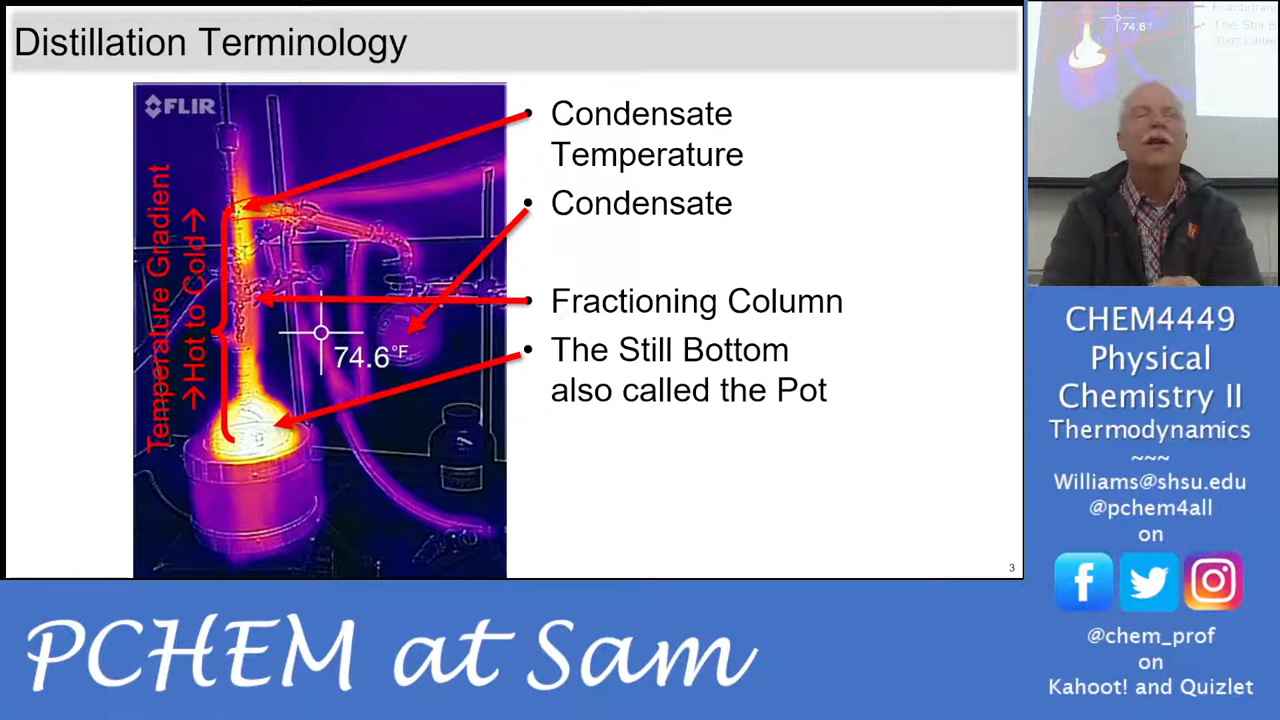 Distillation Terminology
FLIR
Temperature Gradient
→Hot to Cold→
74.6°F
• Condensate
Temperature
• Condensate
• Fractioning Column
• The Still Bottom
also called the Pot
3
74.6
CHEM4449
Physical
Chemistry II
Thermodynamics
~~~
Williams@shsu.edu
@pchem4all
on
@chem_prof
on
Kahoot! and Quizlet
PCHEM at Sam